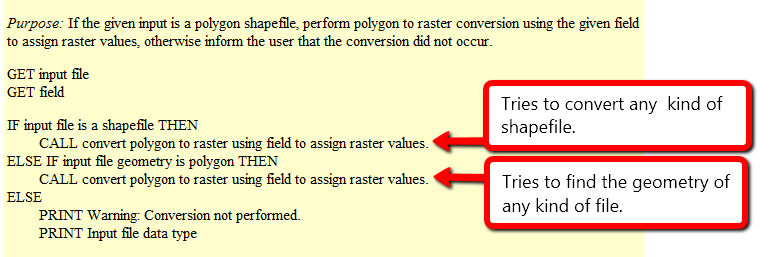 Purpose: If the given input is a polygon shapefile, perform polygon to raster conversion using the given field
to assign raster values, otherwise inform the user that the conversion did not occur.
GET input file
GET field
IF input file is a shapefile THEN
CALL convert polygon to raster using field to assign raster values.
ELSE IF input file geometry is polygon THEN
CALL convert polygon to raster using field to assign raster values.
ELSE
PRINT Warning: Conversion not performed.
PRINT Input file data type
Tries to convert any kind of
shapefile.
Tries to find the geometry of
any kind of file.